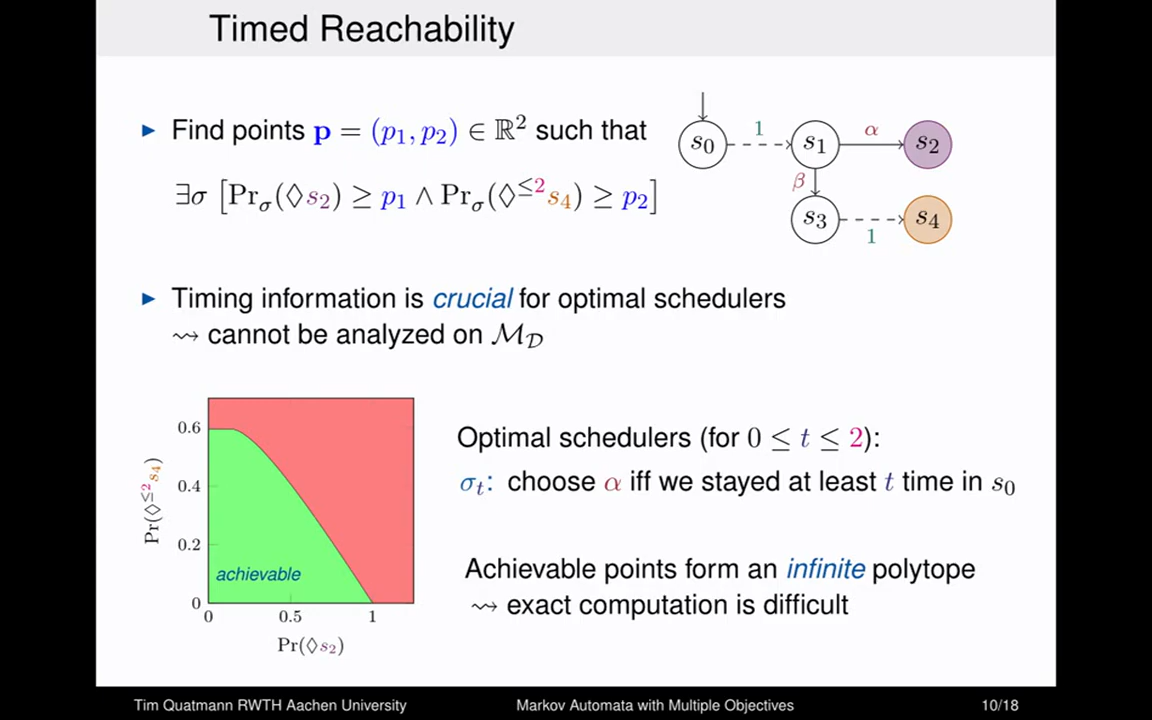 Timed Reachability
► Find points p = (p₁, p₂) ∈ ℝ² such that
∃σ [Pr_σ(◊s₂) ≥ p₁ ∧ Pr_σ(◊^≤2 s₄) ≥ p₂]
s₀ 1 s₁ α s₂
β
s₃ 1 s₄
► Timing information is crucial for optimal schedulers
⇝ cannot be analyzed on ℳ_𝒟
Pr(◊^≤2 s₄)
0.6
0.4
0.2
0
achievable
0 0.5 1
Pr(◊s₂)
Optimal schedulers (for 0 ≤ t ≤ 2):
σ_t: choose α iff we stayed at least t time in s₀
Achievable points form an infinite polytope
⇝ exact computation is difficult
Tim Quatmann RWTH Aachen University Markov Automata with Multiple Objectives 10/18